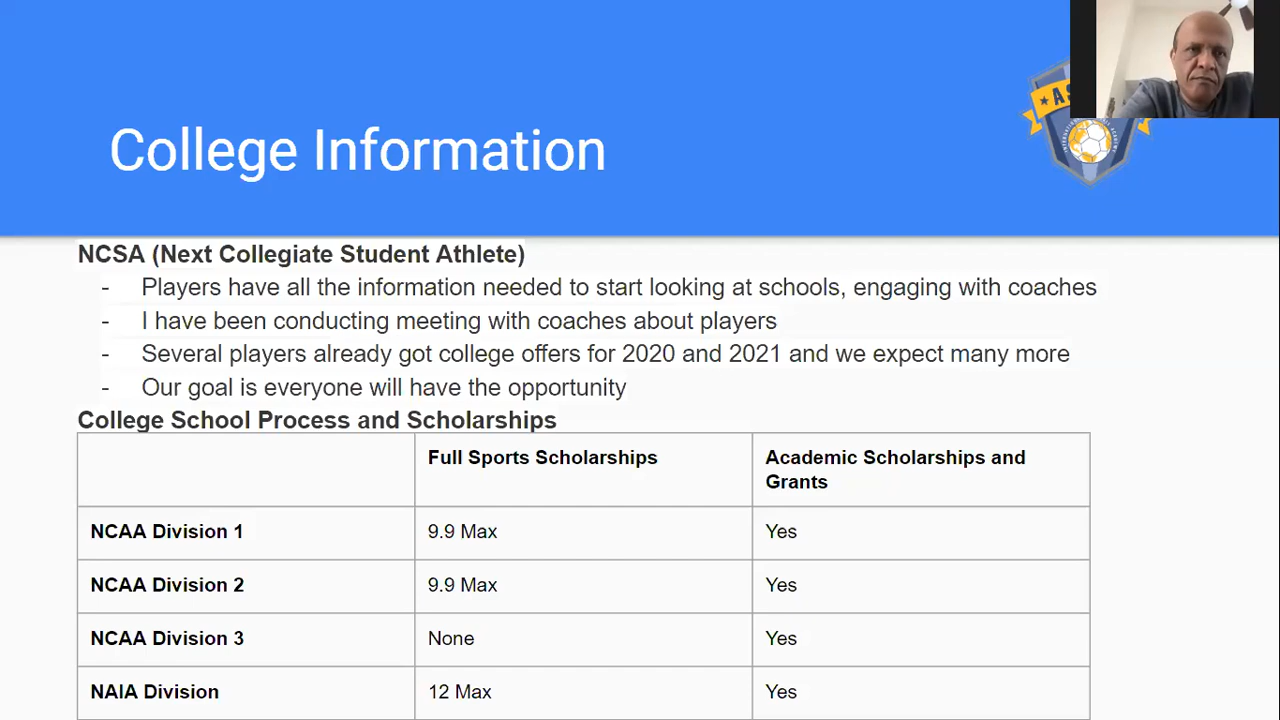 College Information
NCSA (Next Collegiate Student Athlete)
- Players have all the information needed to start looking at schools, engaging with coaches
- I have been conducting meeting with coaches about players
- Several players already got college offers for 2020 and 2021 and we expect many more
- Our goal is everyone will have the opportunity
College School Process and Scholarships
Full Sports Scholarships
Academic Scholarships and
Grants
NCAA Division 1 9.9 Max Yes
NCAA Division 2 9.9 Max Yes
NCAA Division 3 None Yes
NAIA Division 12 Max Yes